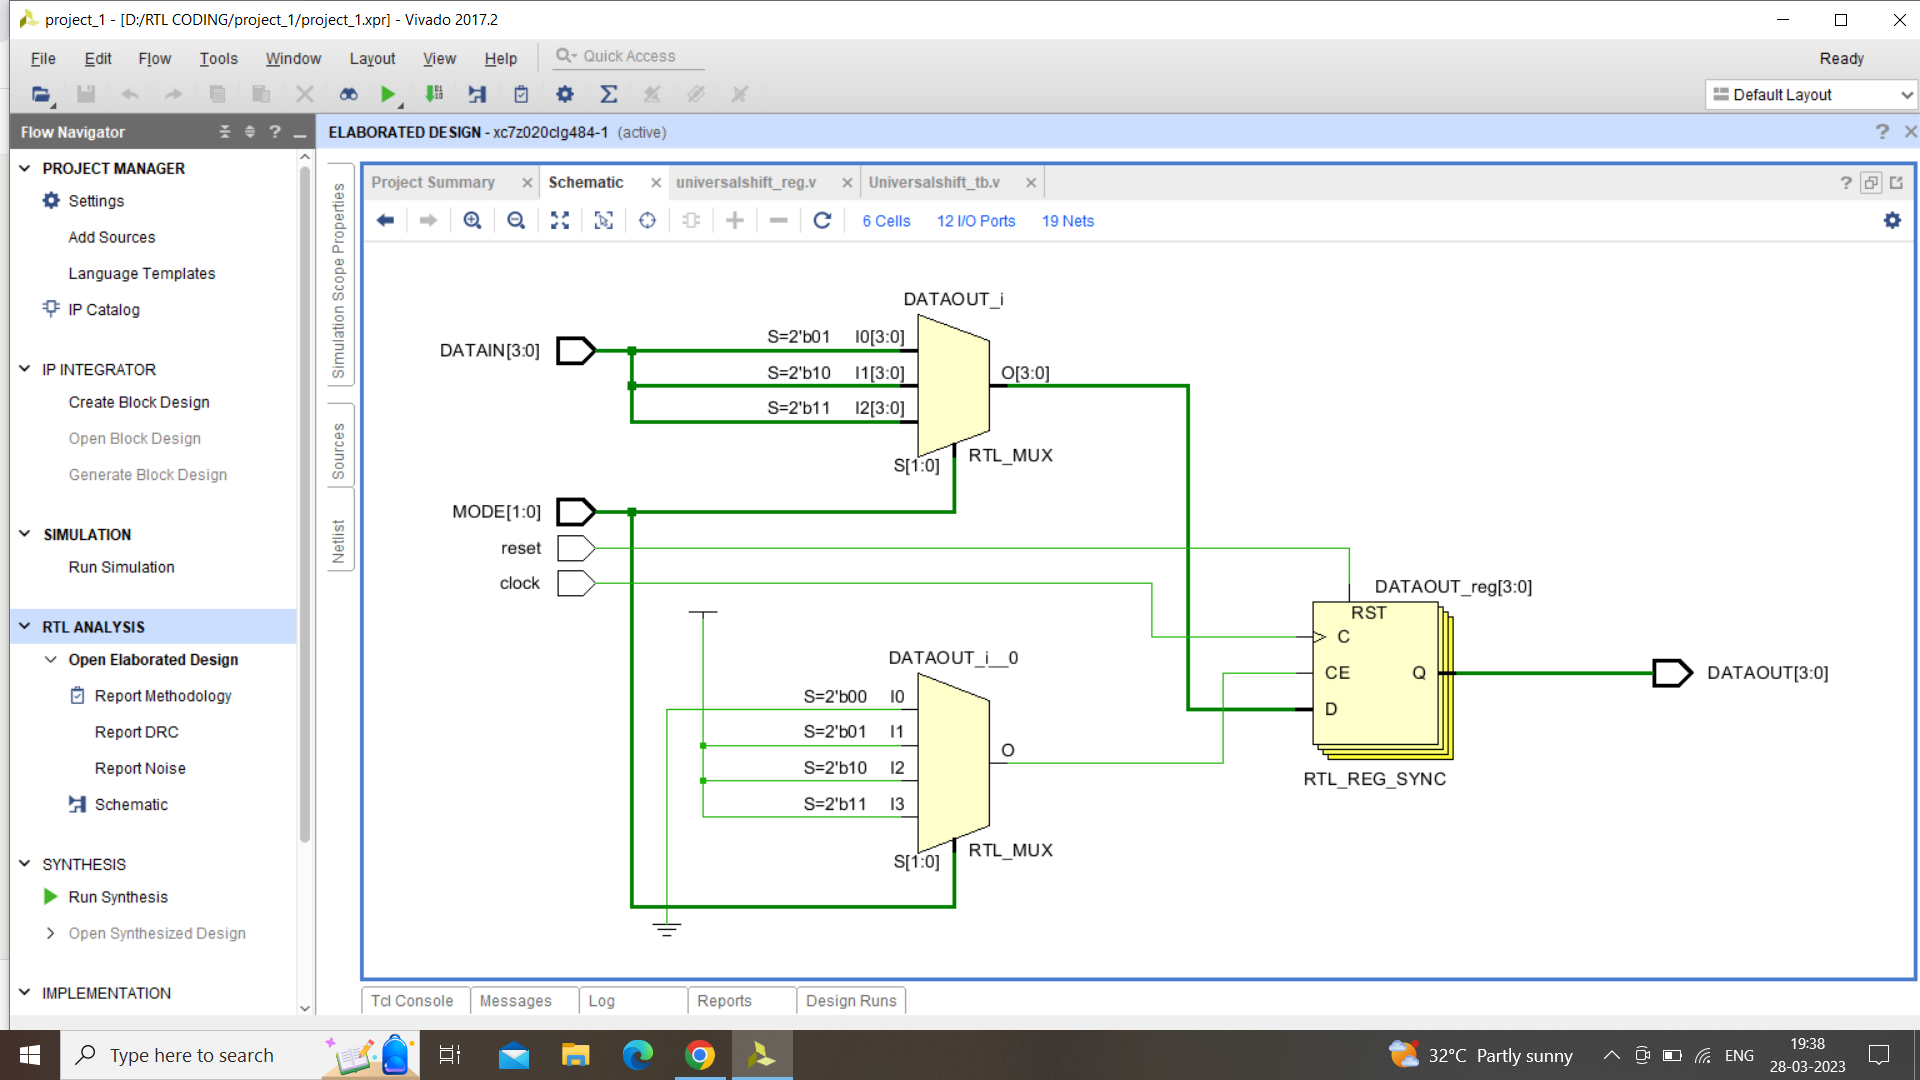 project_1 - [D:/RTL CODING/project_1/project_1.xpr] - Vivado 2017.2
File Edit Flow Tools Window Layout View Help Quick Access Ready
Default Layout
Flow Navigator
ELABORATED DESIGN - xc7z020clg484-1 (active)
PROJECT MANAGER
Settings
Add Sources
Language Templates
IP Catalog
IP INTEGRATOR
Create Block Design
Open Block Design
Generate Block Design
SIMULATION
Run Simulation
RTL ANALYSIS
Open Elaborated Design
Report Methodology
Report DRC
Report Noise
Schematic
SYNTHESIS
Run Synthesis
Open Synthesized Design
IMPLEMENTATION
Simulation Scope Properties
Sources
Netlist
Project Summary Schematic universalshift_reg.v Universalshift_tb.v
6 Cells 12 I/O Ports 19 Nets
DATAOUT_i
DATAIN[3:0] S=2'b01 I0[3:0]
S=2'b10 I1[3:0] O[3:0]
S=2'b11 I2[3:0]
S[1:0] RTL_MUX
MODE[1:0]
reset
clock
DATAOUT_reg[3:0]
RST
C
CE Q DATAOUT[3:0]
D
RTL_REG_SYNC
DATAOUT_i__0
S=2'b00 I0
S=2'b01 I1
O
S=2'b10 I2
S=2'b11 I3
S[1:0] RTL_MUX
Tcl Console Messages Log Reports Design Runs
Type here to search
32°C Partly sunny
ENG
19:38
28-03-2023